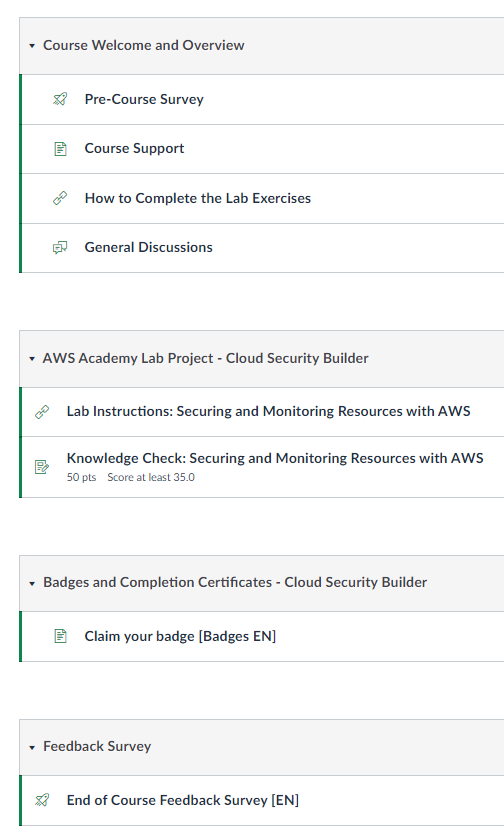 Course Welcome and Overview
Pre-Course Survey
Course Support
How to Complete the Lab Exercises
General Discussions
AWS Academy Lab Project - Cloud Security Builder
Lab Instructions: Securing and Monitoring Resources with AWS
Knowledge Check: Securing and Monitoring Resources with AWS
50 pts Score at least 35.0
Badges and Completion Certificates - Cloud Security Builder
Claim your badge [Badges EN]
Feedback Survey
End of Course Feedback Survey [EN]